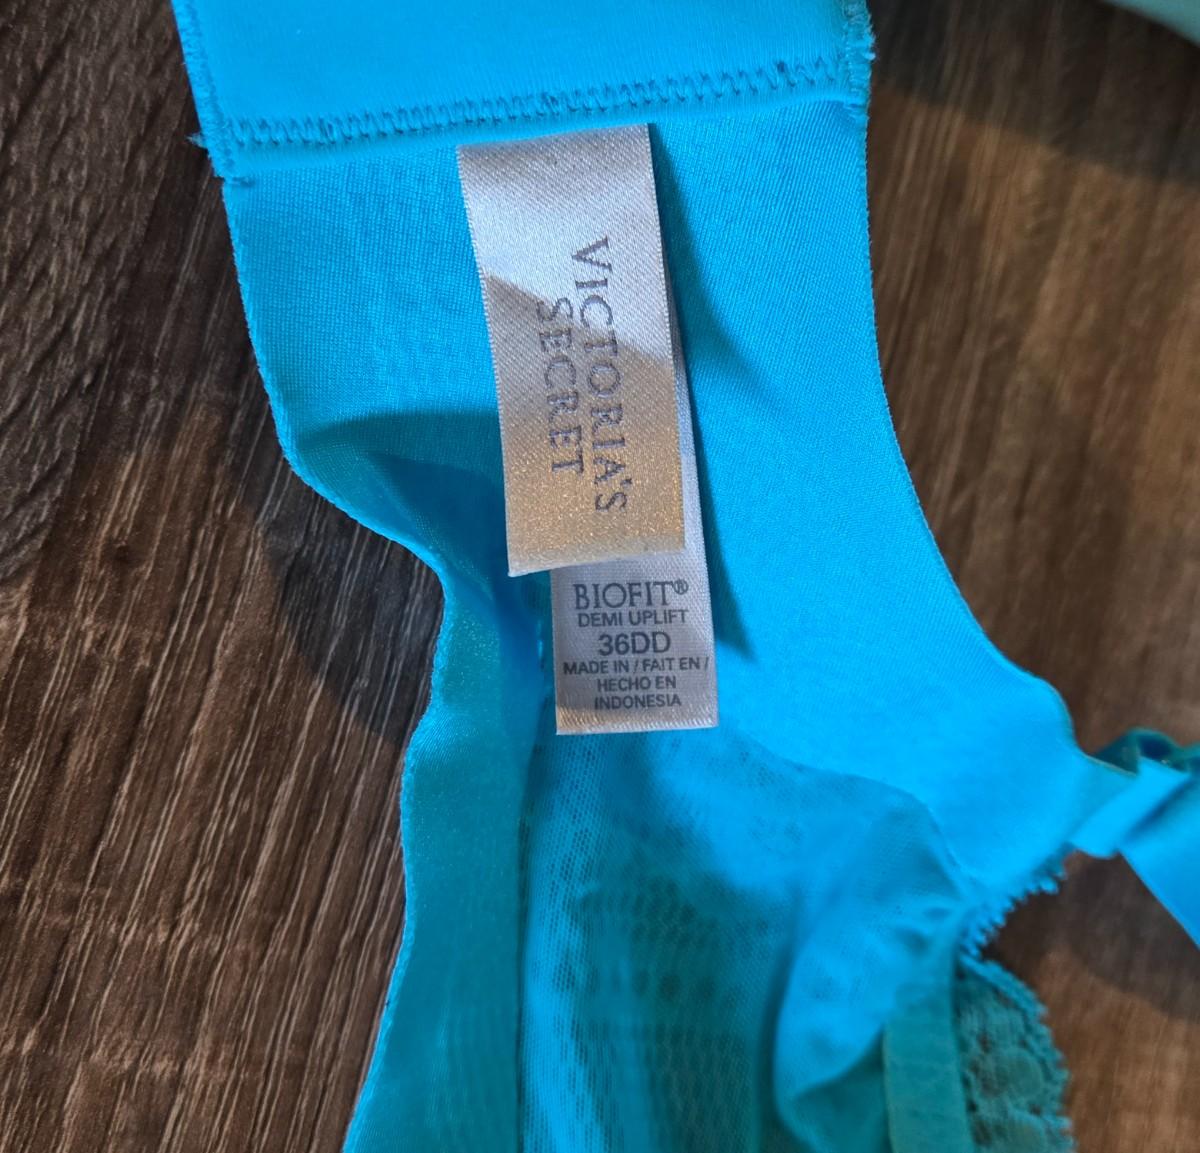 VICTORIA'S
SECRET
BIOFIT®
DEMI UPLIFT
36DD
MADE IN / FAIT EN /
HECHO EN
INDONESIA